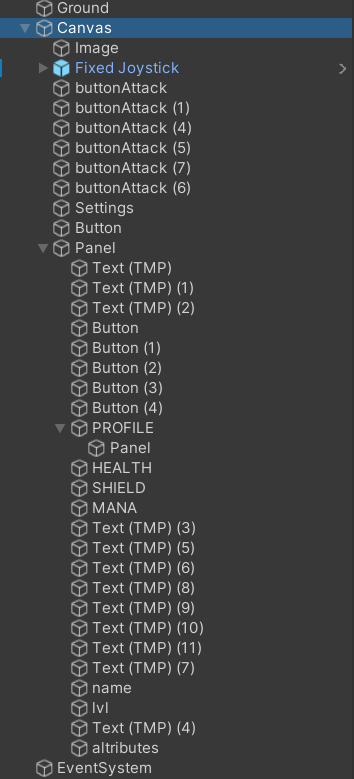 Ground
Canvas
Image
Fixed Joystick
buttonAttack
buttonAttack (1)
buttonAttack (4)
buttonAttack (5)
buttonAttack (7)
buttonAttack (6)
Settings
Button
Panel
Text (TMP)
Text (TMP) (1)
Text (TMP) (2)
Button
Button (1)
Button (2)
Button (3)
Button (4)
PROFILE
Panel
HEALTH
SHIELD
MANA
Text (TMP) (3)
Text (TMP) (5)
Text (TMP) (6)
Text (TMP) (8)
Text (TMP) (9)
Text (TMP) (10)
Text (TMP) (11)
Text (TMP) (7)
name
lvl
Text (TMP) (4)
altributes
EventSystem